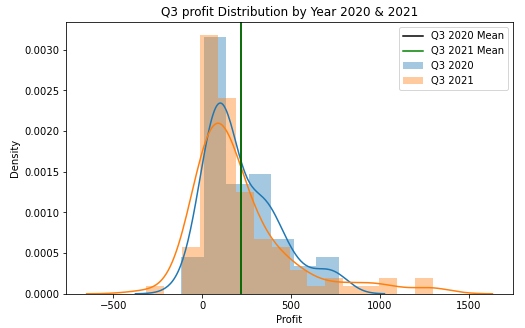 Q3 profit Distribution by Year 2020 & 2021
Q3 2020 Mean
Q3 2021 Mean
Q3 2020
Q3 2021
0.0030
0.0025
0.0020
0.0015
0.0010
0.0005
0.0000
Density
−500
0
500
1000
1500
Profit